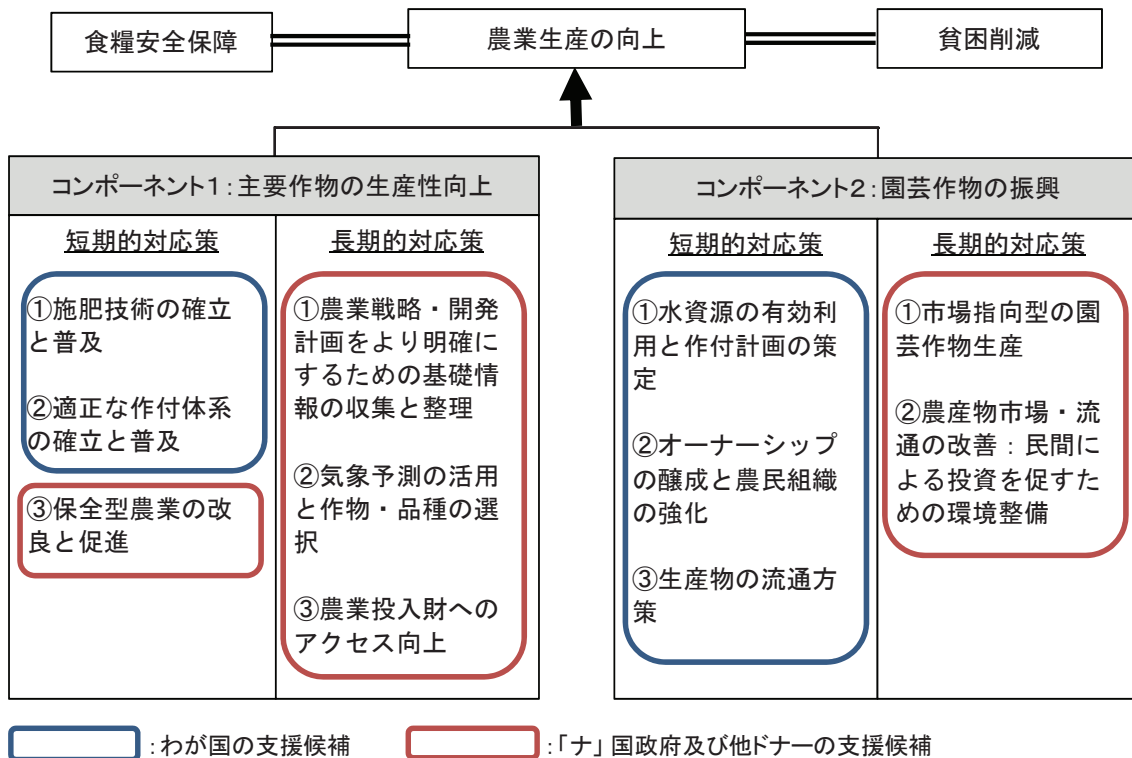 食糧安全保障
農業生産の向上
貧困削減
コンポーネント1:主要作物の生産性向上
短期的対応策
①施肥技術の確立
と普及
②適正な作付体系
の確立と普及
③保全型農業の改
良と促進
長期的対応策
①農業戦略・開発
計画をより明確に
するための基礎情
報の収集と整理
②気象予測の活用
と作物・品種の選
択
③農業投入財への
アクセス向上
コンポーネント2:園芸作物の振興
短期的対応策
①水資源の有効利
用と作付計画の策
定
②オーナーシップ
の醸成と農民組織
の強化
③生産物の流通方
策
長期的対応策
①市場指向型の園
芸作物生産
②農産物市場・流
通の改善:民間に
よる投資を促すた
めの環境整備
:わが国の支援候補
:「ナ」国政府及び他ドナーの支援候補